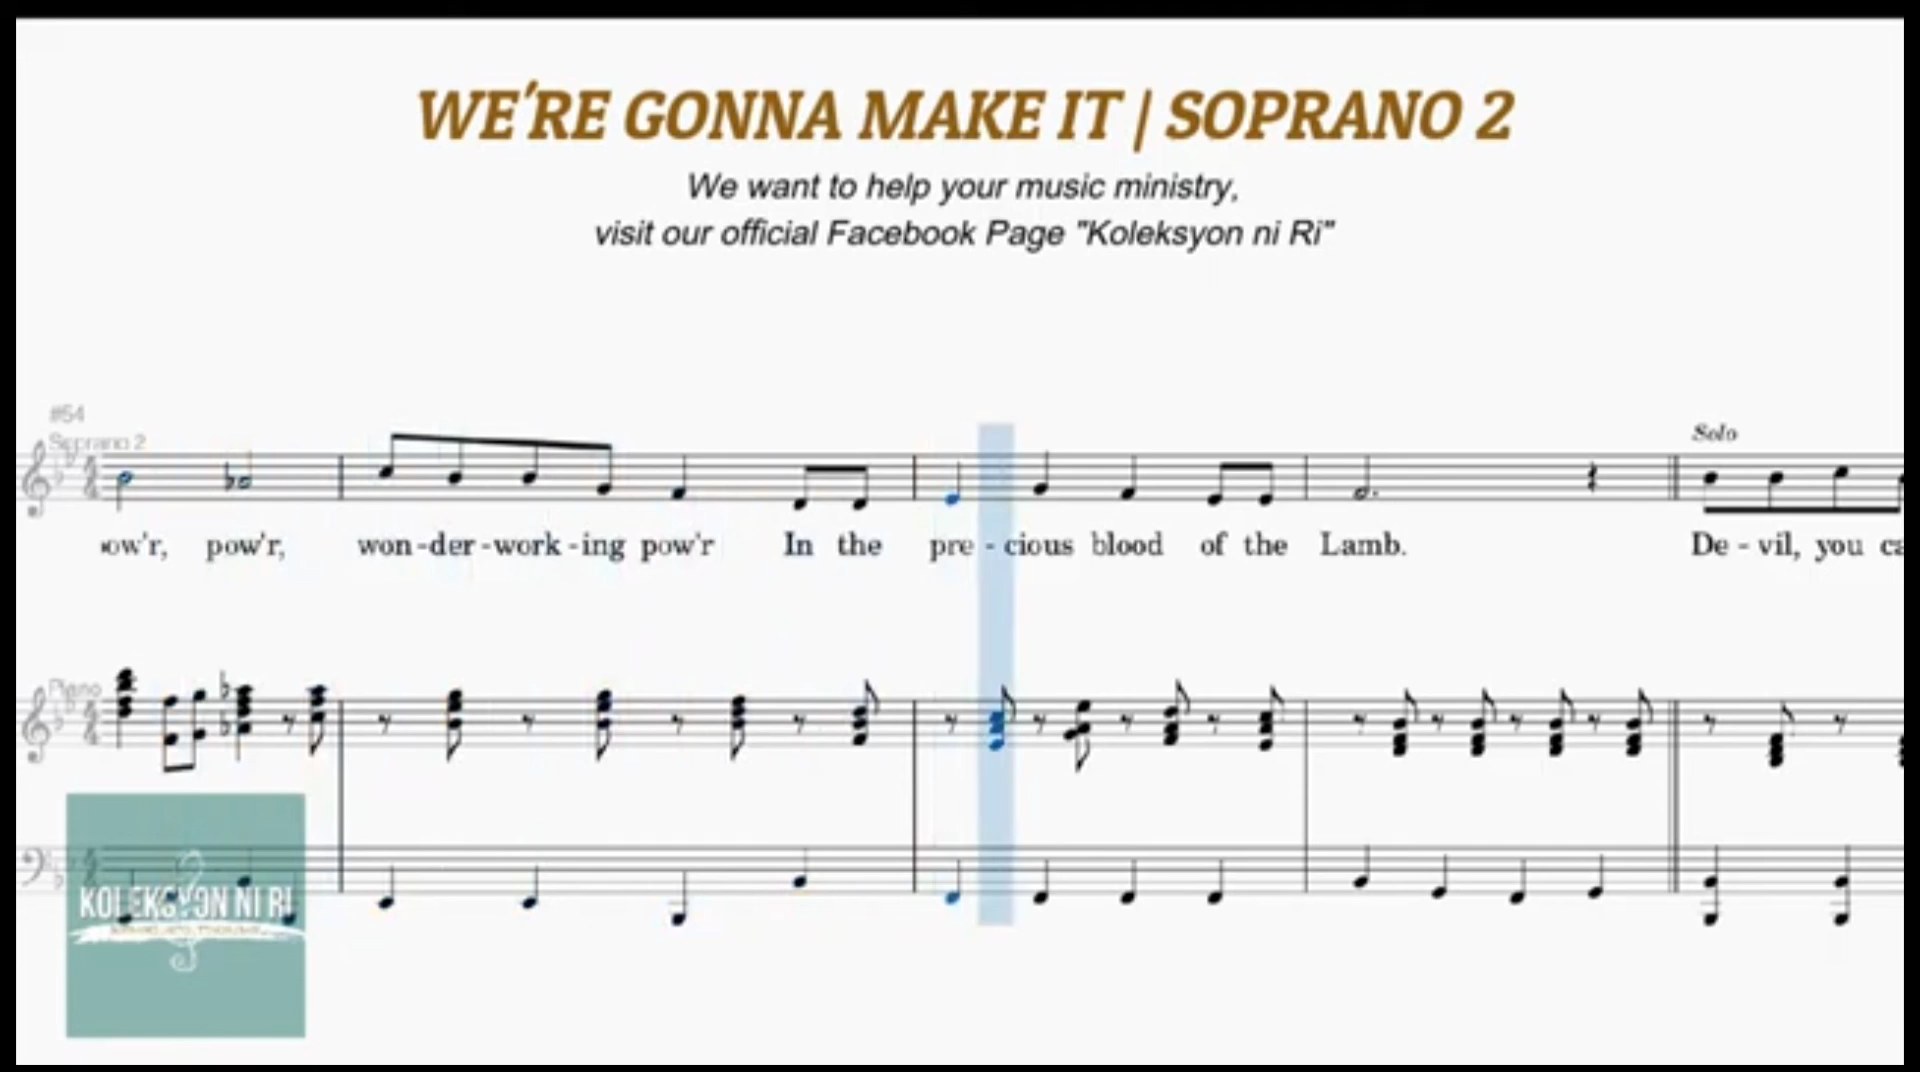 WE'RE GONNA MAKE IT | SOPRANO 2
We want to help your music ministry,
visit our official Facebook Page "Koleksyon ni Ri"
#54
Soprano 2
Solo
ow'r, pow'r, won-der-work-ing pow'r In the pre-cious blood of the Lamb. De-vil, you ca
Piano
KOLEKSYON NI RI